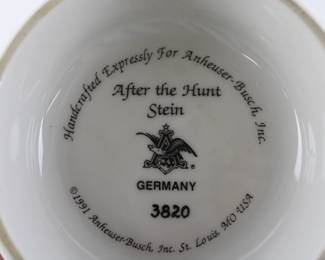 Handcrafted Expressly For Anheuser-Busch, Inc.
After the Hunt
Stein
®
GERMANY
3820
©1991 Anheuser-Busch, Inc. St. Louis, MO USA